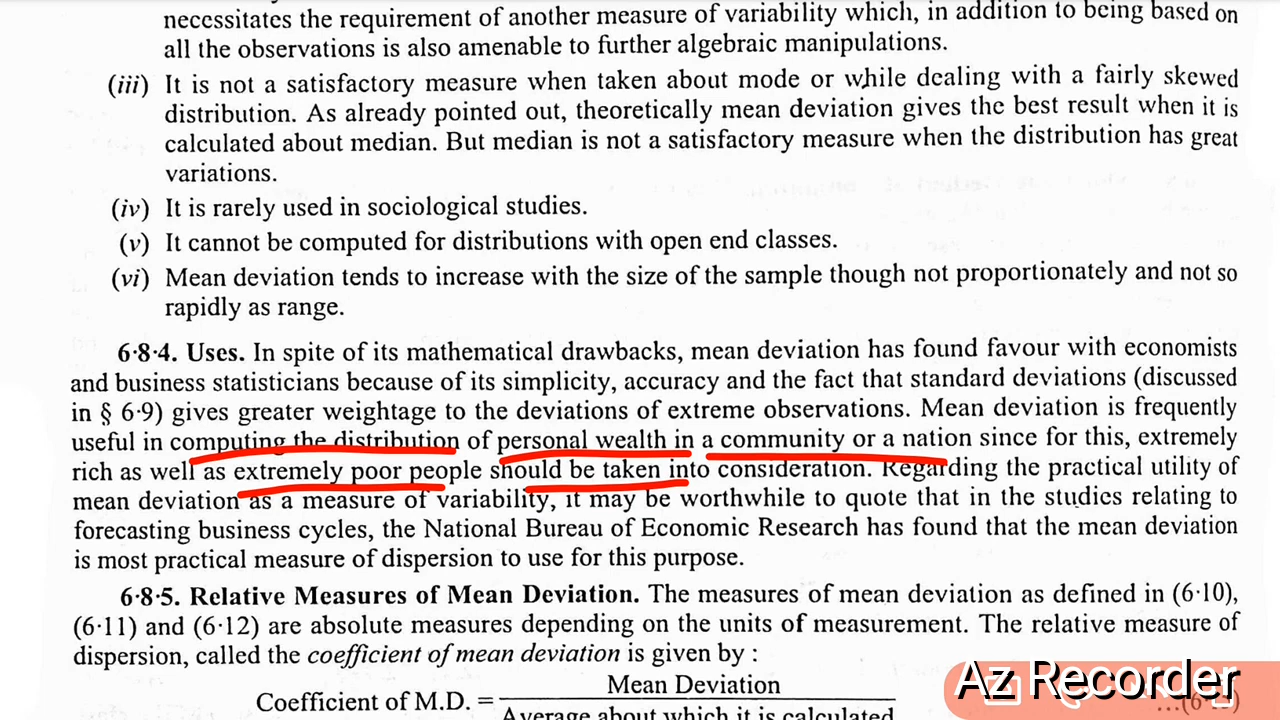 necessitates the requirement of another measure of variability which, in addition to being based on
all the observations is also amenable to further algebraic manipulations.
(iii) It is not a satisfactory measure when taken about mode or while dealing with a fairly skewed
distribution. As already pointed out, theoretically mean deviation gives the best result when it is
calculated about median. But median is not a satisfactory measure when the distribution has great
variations.
(iv) It is rarely used in sociological studies.
(v) It cannot be computed for distributions with open end classes.
(vi) Mean deviation tends to increase with the size of the sample though not proportionately and not so
rapidly as range.
6·8·4. Uses. In spite of its mathematical drawbacks, mean deviation has found favour with economists
and business statisticians because of its simplicity, accuracy and the fact that standard deviations (discussed
in § 6·9) gives greater weightage to the deviations of extreme observations. Mean deviation is frequently
useful in computing the distribution of personal wealth in a community or a nation since for this, extremely
rich as well as extremely poor people should be taken into consideration. Regarding the practical utility of
mean deviation as a measure of variability, it may be worthwhile to quote that in the studies relating to
forecasting business cycles, the National Bureau of Economic Research has found that the mean deviation
is most practical measure of dispersion to use for this purpose.
6·8·5. Relative Measures of Mean Deviation. The measures of mean deviation as defined in (6·10),
(6·11) and (6·12) are absolute measures depending on the units of measurement. The relative measure of
dispersion, called the coefficient of mean deviation is given by :
Mean Deviation
Coefficient of M.D. =
Average about which it is calculated
Az Recorder